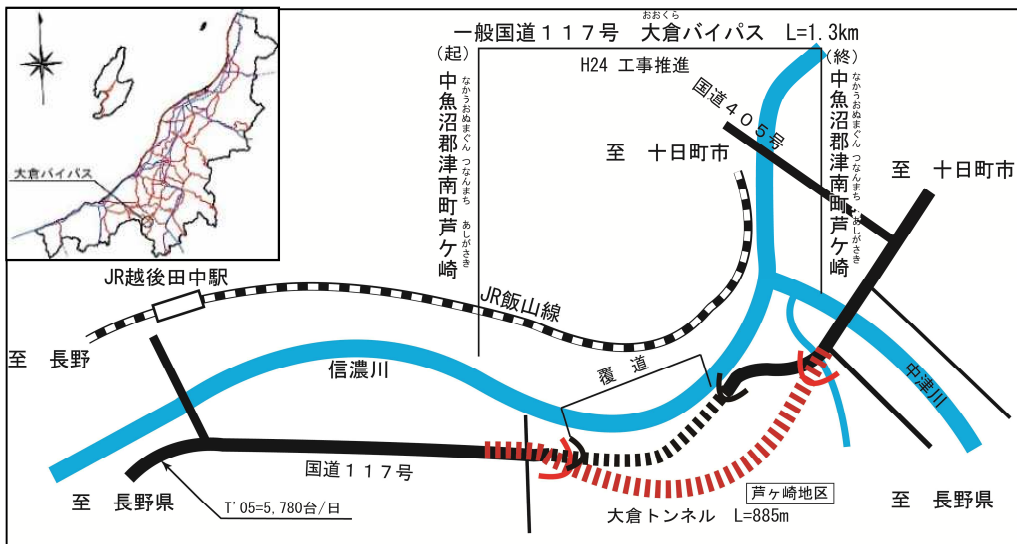 一般国道117号 大倉バイパス L=1.3km
おおくら
(起)
中魚沼郡津南町芦ケ崎
なかうおぬまぐん つなんまち あしがさき
H24 工事推進
(終)
中魚沼郡津南町芦ケ崎
なかうおぬまぐん つなんまち あしがさき
国道405号
至 十日町市
至 十日町市
大倉バイパス
JR越後田中駅
JR飯山線
至 長野
信濃川
覆道
中津川
国道117号
至 長野県
T'05=5,780台/日
芦ヶ崎地区
大倉トンネル L=885m
至 長野県